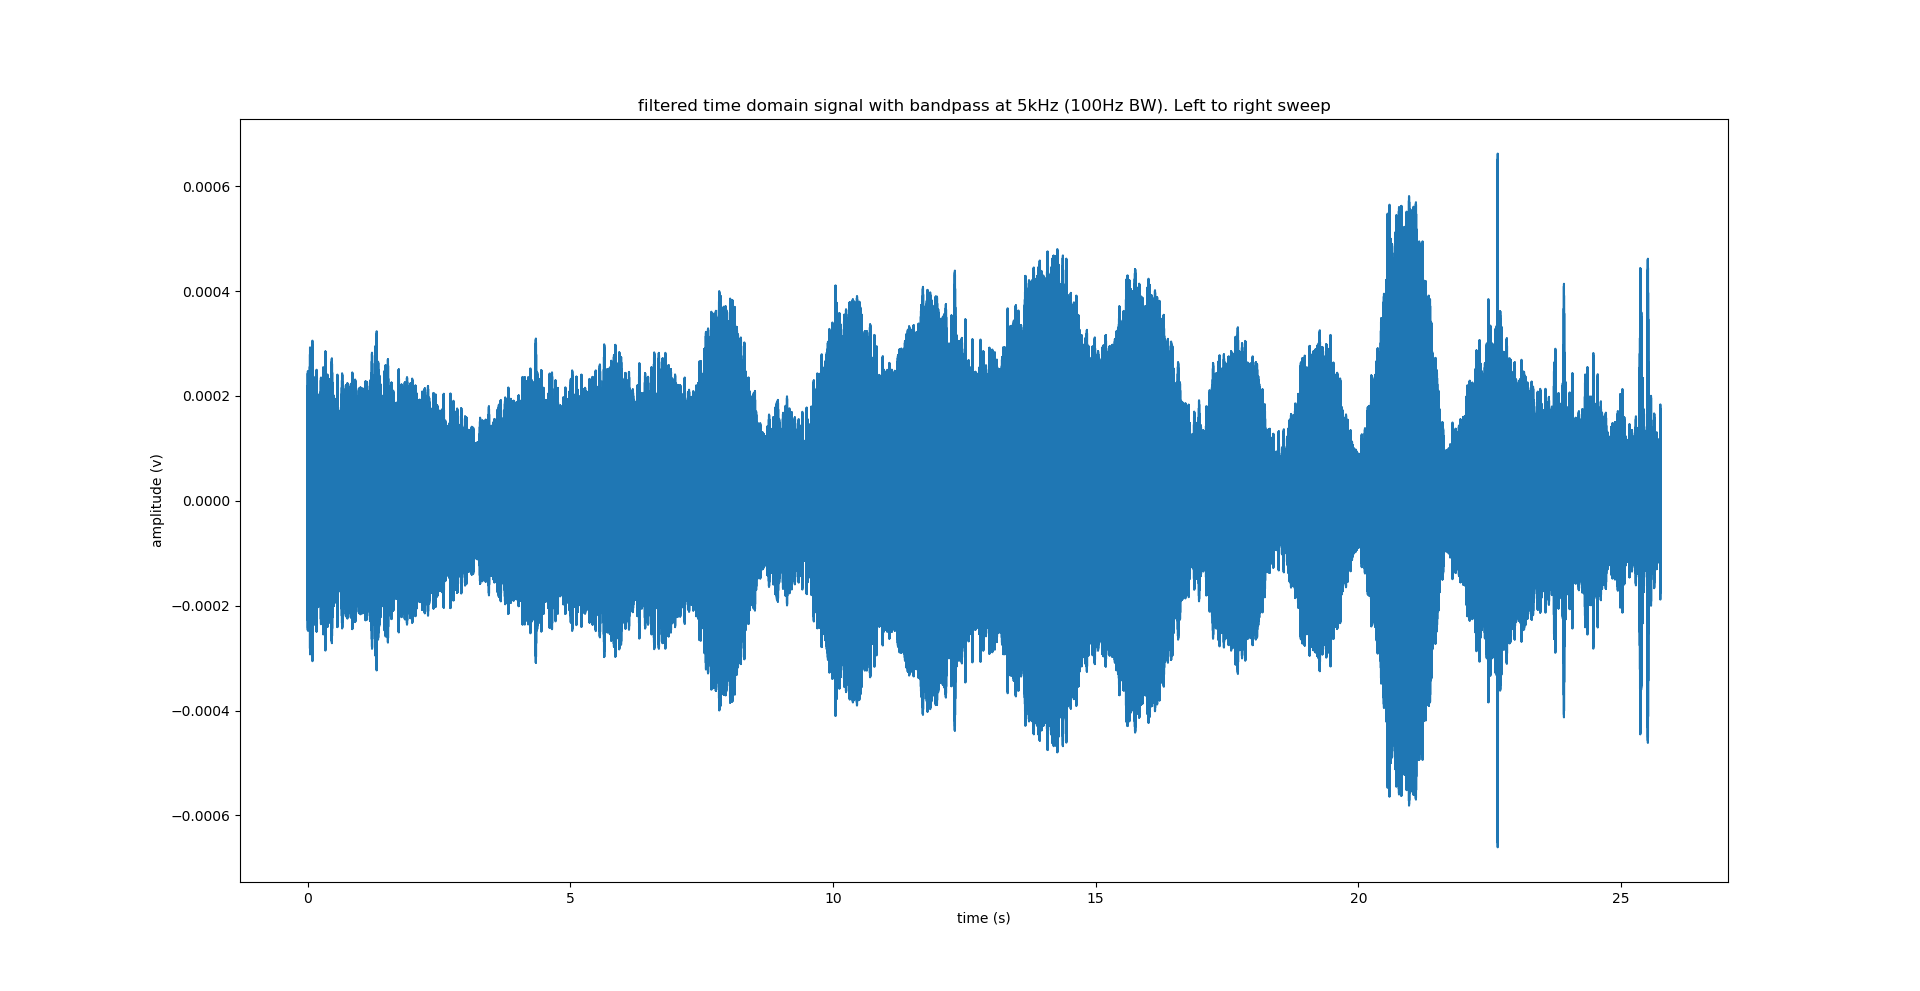 filtered time domain signal with bandpass at 5kHz (100Hz BW). Left to right sweep
0.0006
0.0004
0.0002
0.0000
−0.0002
−0.0004
−0.0006
amplitude (v)
0 5 10 15 20 25
time (s)